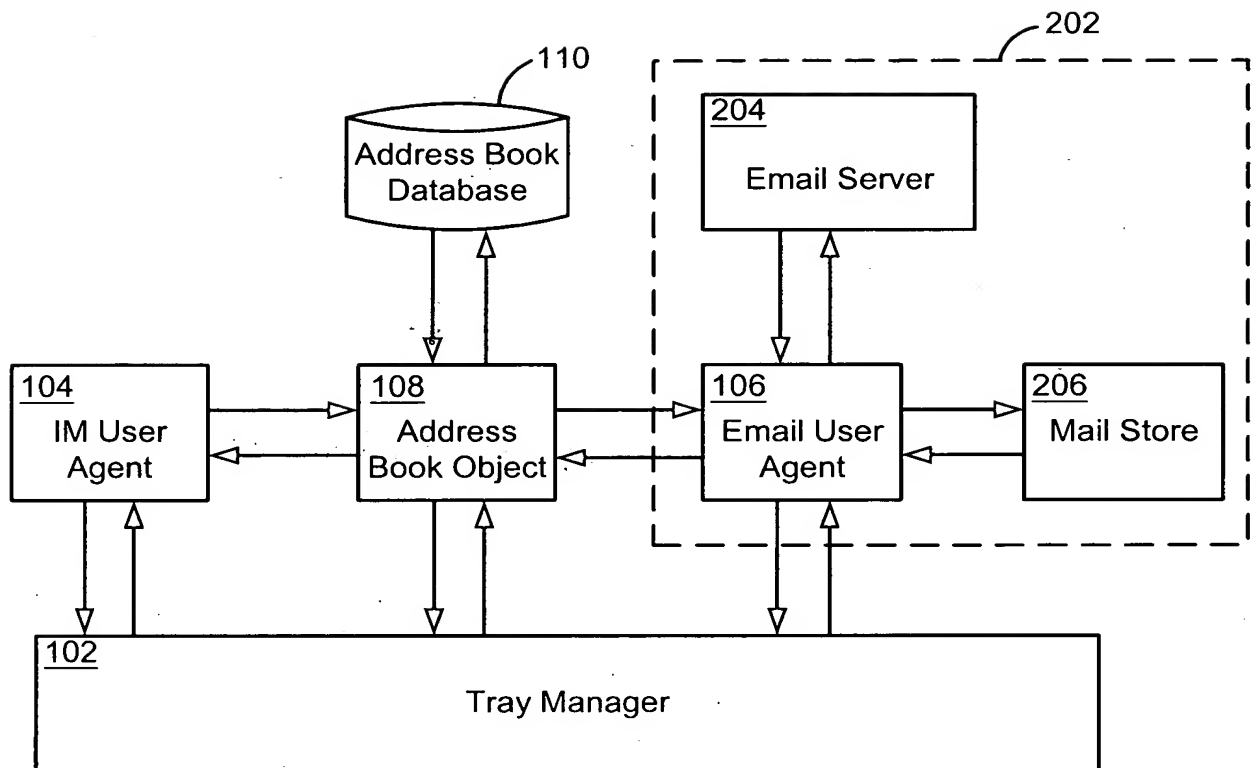 202
110
204
Address Book
Database
Email Server
104
IM User
Agent
108
Address
Book Object
106
Email User
Agent
206
Mail Store
102
Tray Manager